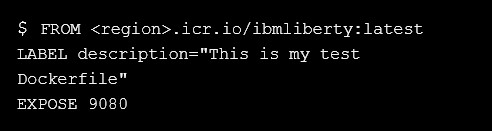 $ FROM <region>.icr.io/ibmliberty:latest
LABEL description="This is my test
Dockerfile"
EXPOSE 9080